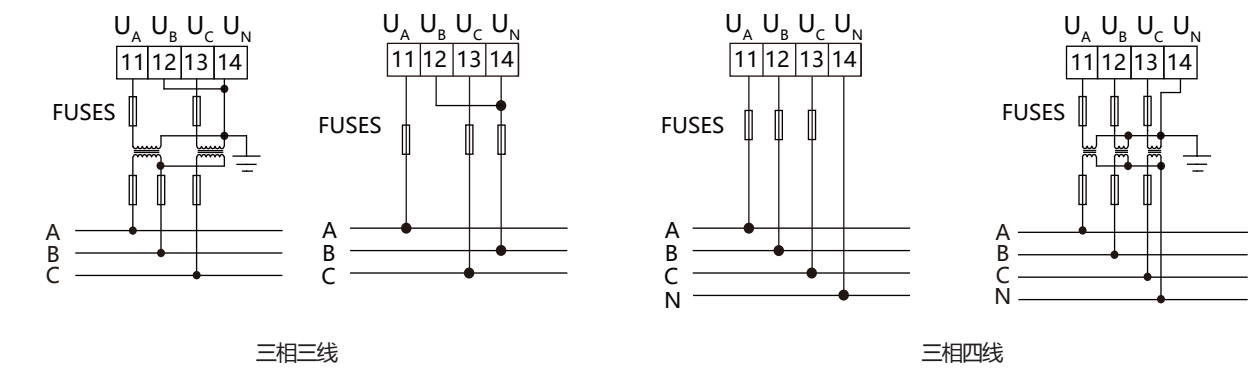 U_A U_B U_C U_N
11 12 13 14
FUSES
A
B
C
U_A U_B U_C U_N
11 12 13 14
FUSES
A
B
C
三相三线
U_A U_B U_C U_N
11 12 13 14
FUSES
A
B
C
N
U_A U_B U_C U_N
11 12 13 14
FUSES
A
B
C
N
三相四线